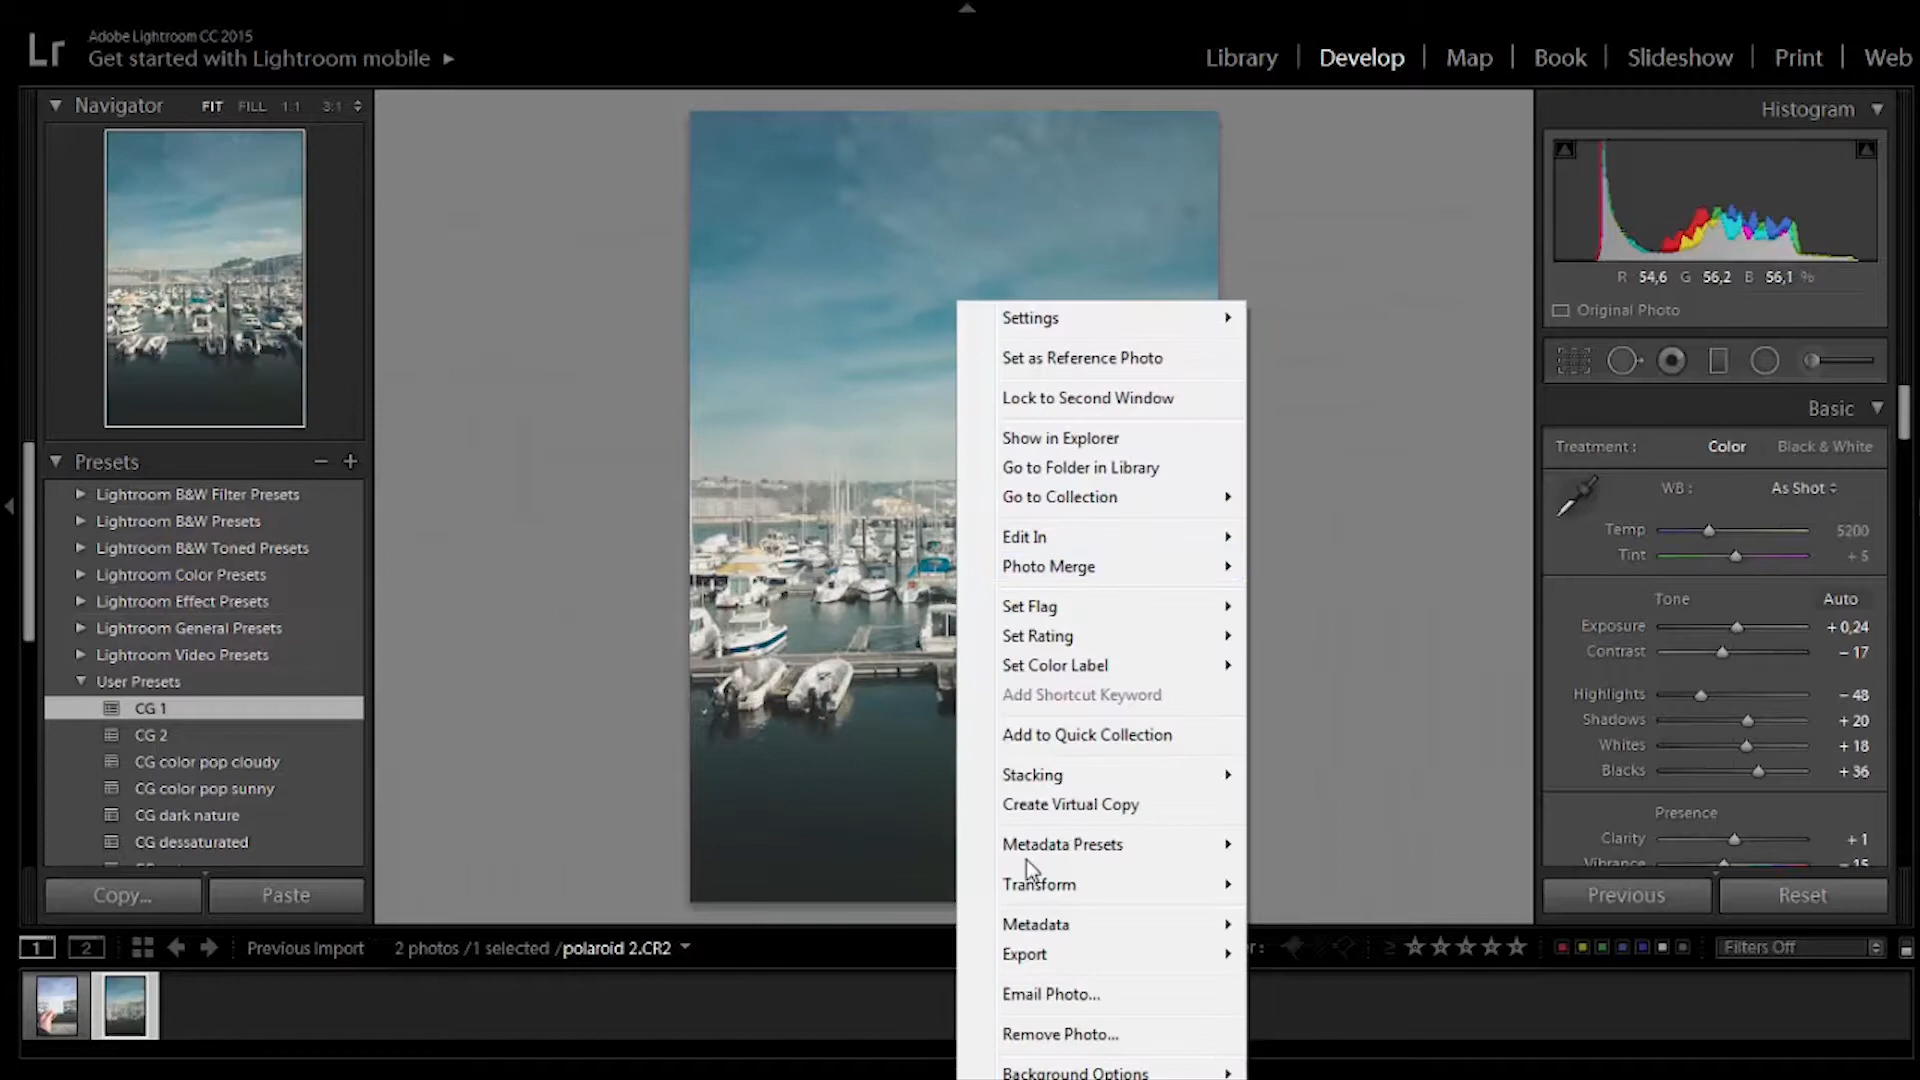 Lr
Adobe Lightroom CC 2015
Get started with Lightroom mobile
Library | Develop | Map | Book | Slideshow | Print | Web
Navigator FIT FILL 1:1 3:1
Presets
Lightroom B&W Filter Presets
Lightroom B&W Presets
Lightroom B&W Toned Presets
Lightroom Color Presets
Lightroom Effect Presets
Lightroom General Presets
Lightroom Video Presets
User Presets
CG 1
CG 2
CG color pop cloudy
CG color pop sunny
CG dark nature
CG dessaturated
Copy... Paste
Settings
Set as Reference Photo
Lock to Second Window
Show in Explorer
Go to Folder in Library
Go to Collection
Edit In
Photo Merge
Set Flag
Set Rating
Set Color Label
Add Shortcut Keyword
Add to Quick Collection
Stacking
Create Virtual Copy
Metadata Presets
Transform
Metadata
Export
Email Photo...
Remove Photo...
Background Options
Histogram
R 54,6 G 56,2 B 56,1 %
Original Photo
Basic
Treatment : Color Black & White
WB : As Shot
Temp 5200
Tint + 5
Tone Auto
Exposure + 0,24
Contrast - 17
Highlights - 48
Shadows + 20
Whites + 18
Blacks + 36
Presence
Clarity + 1
Vibrance - 15
Previous Reset
1 2 Previous Import 2 photos /1 selected /polaroid 2.CR2
Filters Off